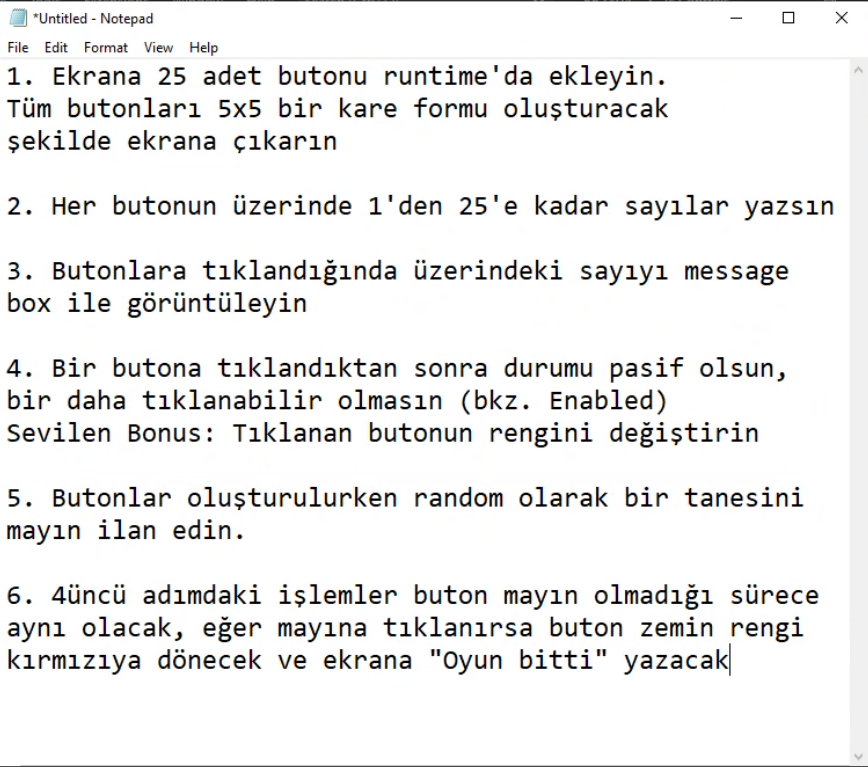 *Untitled - Notepad
File Edit Format View Help
1. Ekrana 25 adet butonu runtime'da ekleyin.
Tüm butonları 5x5 bir kare formu oluşturacak
şekilde ekrana çıkarın
2. Her butonun üzerinde 1'den 25'e kadar sayılar yazsın
3. Butonlara tıklandığında üzerindeki sayıyı message
box ile görüntüleyin
4. Bir butona tıklandıktan sonra durumu pasif olsun,
bir daha tıklanabilir olmasın (bkz. Enabled)
Sevilen Bonus: Tıklanan butonun rengini değiştirin
5. Butonlar oluşturulurken random olarak bir tanesini
mayın ilan edin.
6. 4üncü adımdaki işlemler buton mayın olmadığı sürece
aynı olacak, eğer mayına tıklanırsa buton zemin rengi
kırmızıya dönecek ve ekrana "Oyun bitti" yazacak